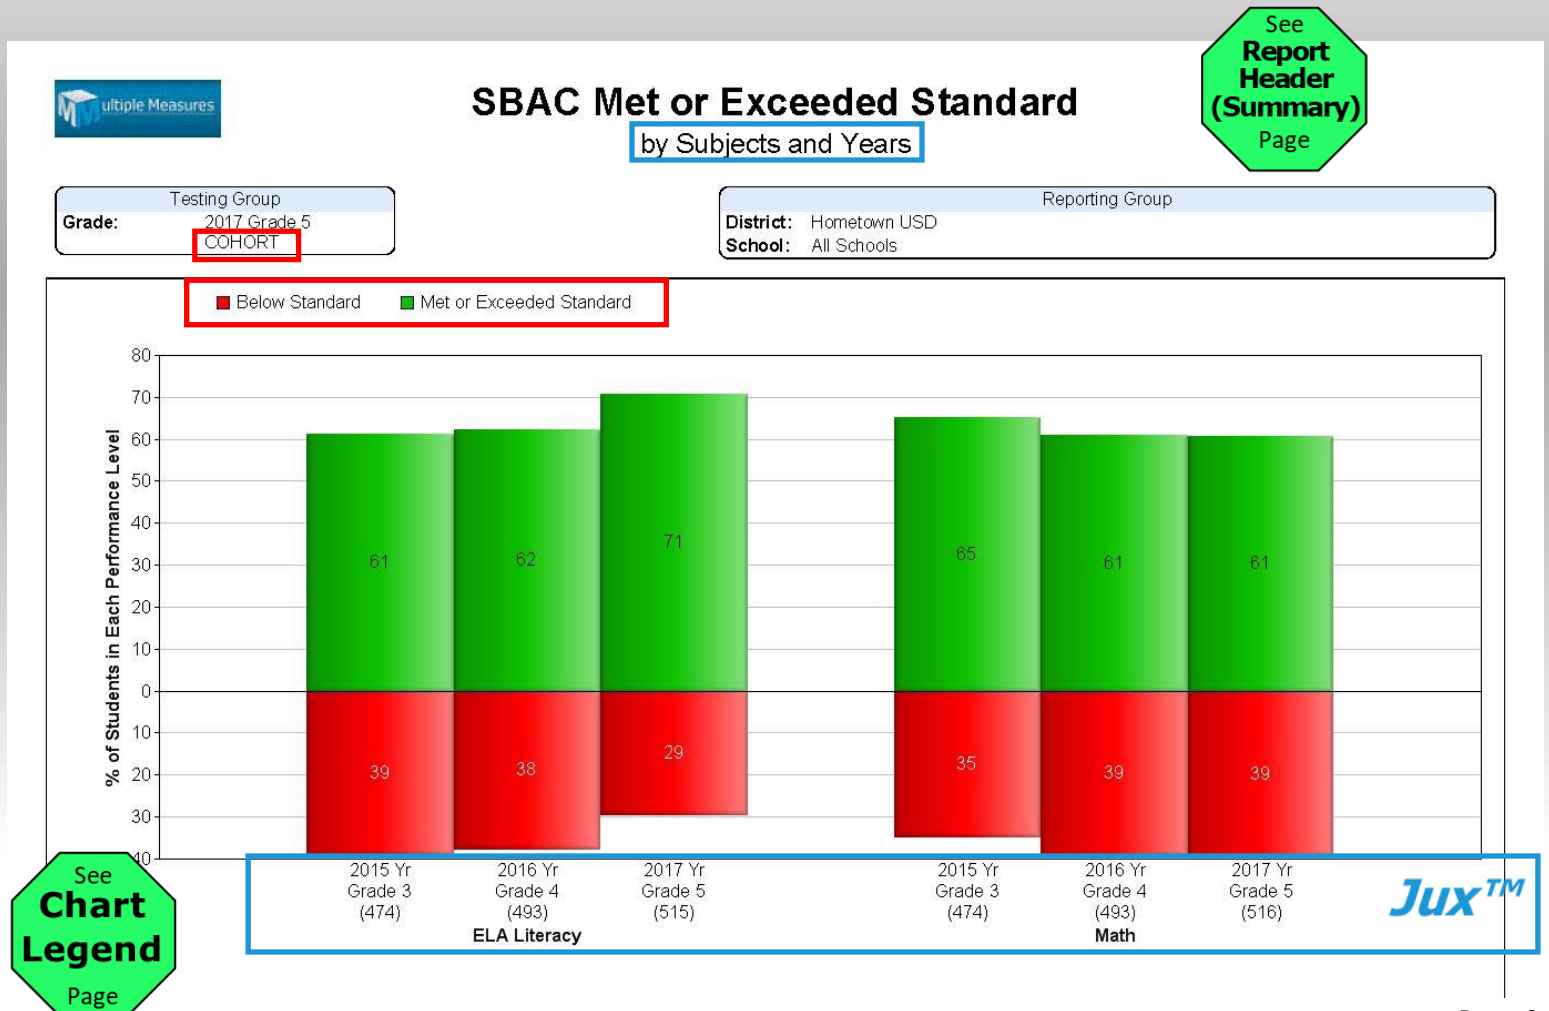 See
Report
Header
(Summary)
Page
ultiple Measures
SBAC Met or Exceeded Standard
by Subjects and Years
Testing Group
Grade: 2017 Grade 5
COHORT
Reporting Group
District: Hometown USD
School: All Schools
Below Standard Met or Exceeded Standard
% of Students in Each Performance Level
80
70
60
50
40
30
20
10
0
10
20
30
40
61 62 71 65 61 61
39 38 29 35 39 39
2015 Yr 2016 Yr 2017 Yr 2015 Yr 2016 Yr 2017 Yr
Grade 3 Grade 4 Grade 5 Grade 3 Grade 4 Grade 5
(474) (493) (515) (474) (493) (516)
ELA Literacy Math
Jux™
See
Chart
Legend
Page